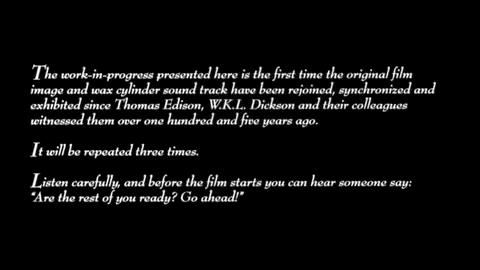 The work-in-progress presented here is the first time the original film
image and wax cylinder sound track have been rejoined, synchronized and
exhibited since Thomas Edison, W.K.L. Dickson and their colleagues
witnessed them over one hundred and five years ago.
It will be repeated three times.
Listen carefully, and before the film starts you can hear someone say:
“Are the rest of you ready? Go ahead!”